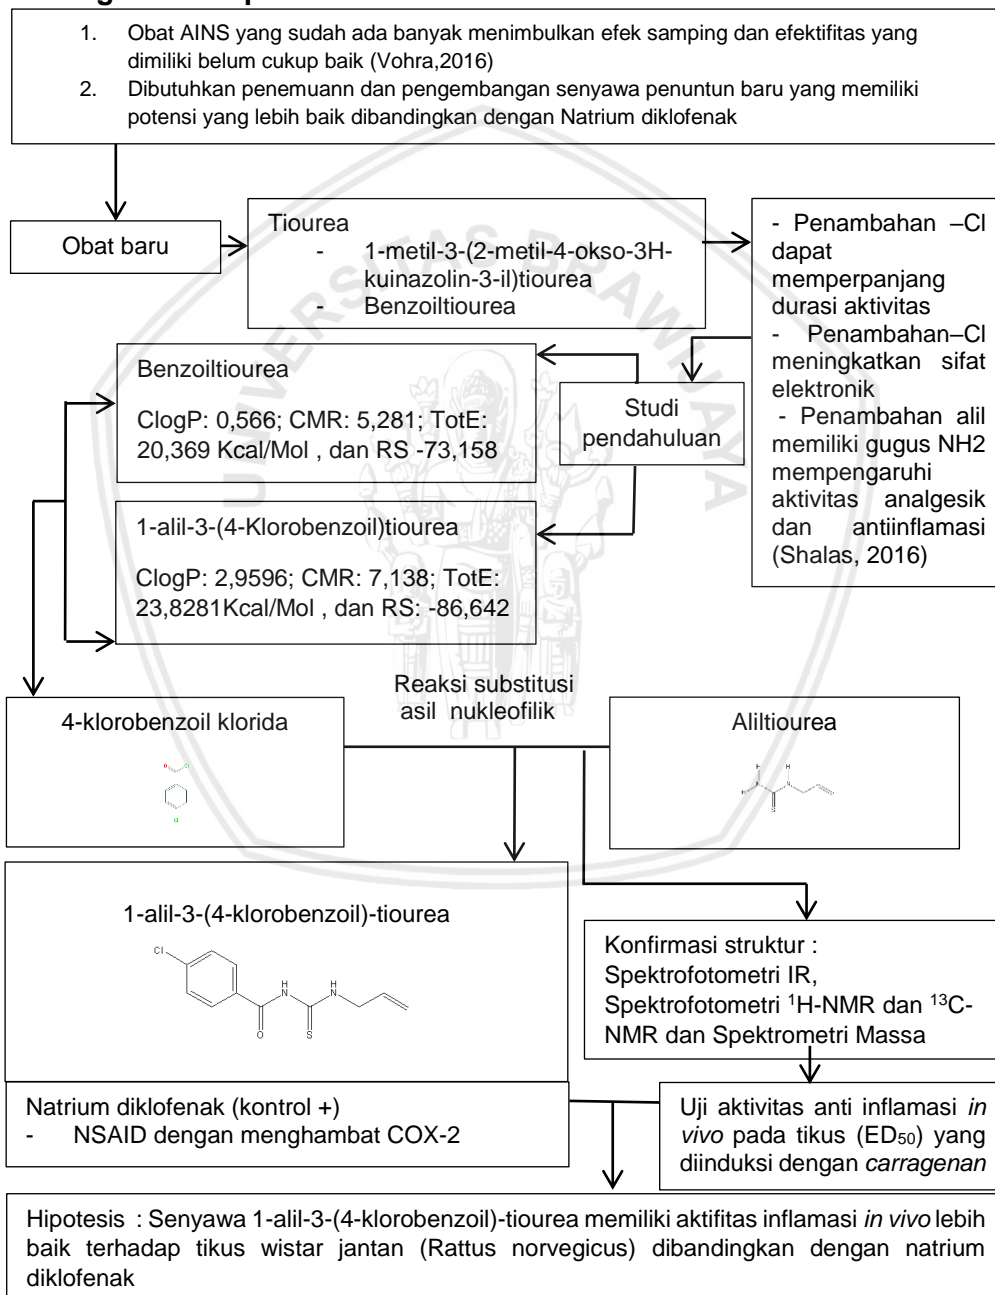 1. Obat AINS yang sudah ada banyak menimbulkan efek samping dan efektifitas yang
dimiliki belum cukup baik (Vohra,2016)
2. Dibutuhkan penemuann dan pengembangan senyawa penuntun baru yang memiliki
potensi yang lebih baik dibandingkan dengan Natrium diklofenak
Obat baru
Tiourea
- 1-metil-3-(2-metil-4-okso-3H-
kuinazolin-3-il)tiourea
- Benzoiltiourea
- Penambahan –Cl
dapat
memperpanjang
durasi aktivitas
- Penambahan–Cl
meningkatkan sifat
elektronik
- Penambahan alil
memiliki gugus NH2
mempengaruhi
aktivitas analgesik
dan antiinflamasi
(Shalas, 2016)
Studi
pendahuluan
Benzoiltiourea
ClogP: 0,566; CMR: 5,281; TotE:
20,369 Kcal/Mol , dan RS -73,158
1-alil-3-(4-Klorobenzoil)tiourea
ClogP: 2,9596; CMR: 7,138; TotE:
23,8281Kcal/Mol , dan RS: -86,642
Reaksi substitusi
asil nukleofilik
4-klorobenzoil klorida
Aliltiourea
1-alil-3-(4-klorobenzoil)-tiourea
Cl
H
N
H
N
O
S
Konfirmasi struktur :
Spektrofotometri IR,
Spektrofotometri ¹H-NMR dan ¹³C-
NMR dan Spektrometri Massa
Natrium diklofenak (kontrol +)
- NSAID dengan menghambat COX-2
Uji aktivitas anti inflamasi in
vivo pada tikus (ED₅₀) yang
diinduksi dengan carragenan
Hipotesis : Senyawa 1-alil-3-(4-klorobenzoil)-tiourea memiliki aktifitas inflamasi in vivo lebih
baik terhadap tikus wistar jantan (Rattus norvegicus) dibandingkan dengan natrium
diklofenak
UNIVERSITAS BRAWIJAYA